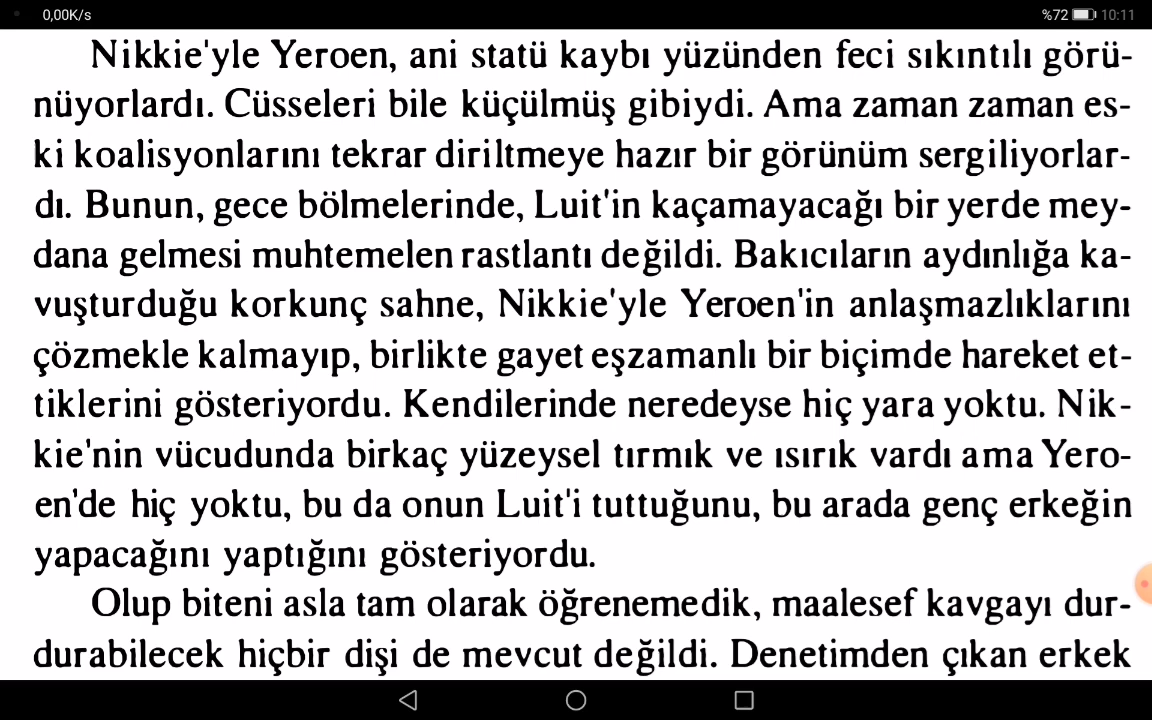 0,00K/s %72 10:11
Nikkie'yle Yeroen, ani statü kaybı yüzünden feci sıkıntılı görü-
nüyorlardı. Cüsseleri bile küçülmüş gibiydi. Ama zaman zaman es-
ki koalisyonlarını tekrar diriltmeye hazır bir görünüm sergiliyorlar-
dı. Bunun, gece bölmelerinde, Luit'in kaçamayacağı bir yerde mey-
dana gelmesi muhtemelen rastlantı değildi. Bakıcıların aydınlığa ka-
vuşturduğu korkunç sahne, Nikkie'yle Yeroen'in anlaşmazlıklarını
çözmekle kalmayıp, birlikte gayet eşzamanlı bir biçimde hareket et-
tiklerini gösteriyordu. Kendilerinde neredeyse hiç yara yoktu. Nik-
kie'nin vücudunda birkaç yüzeysel tırmık ve ısırık vardı ama Yero-
en'de hiç yoktu, bu da onun Luit'i tuttuğunu, bu arada genç erkeğin
yapacağını yaptığını gösteriyordu.
Olup biteni asla tam olarak öğrenemedik, maalesef kavgayı dur-
durabilecek hiçbir dişi de mevcut değildi. Denetimden çıkan erkek